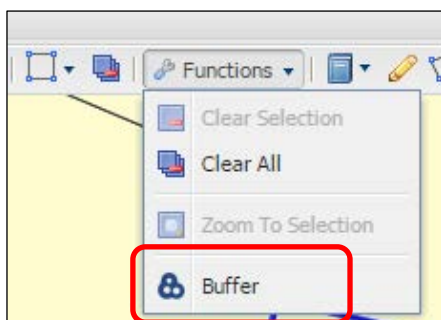 Functions
Clear Selection
Clear All
Zoom To Selection
Buffer